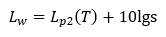 L_w = L_{p2}(T) + 10lgs